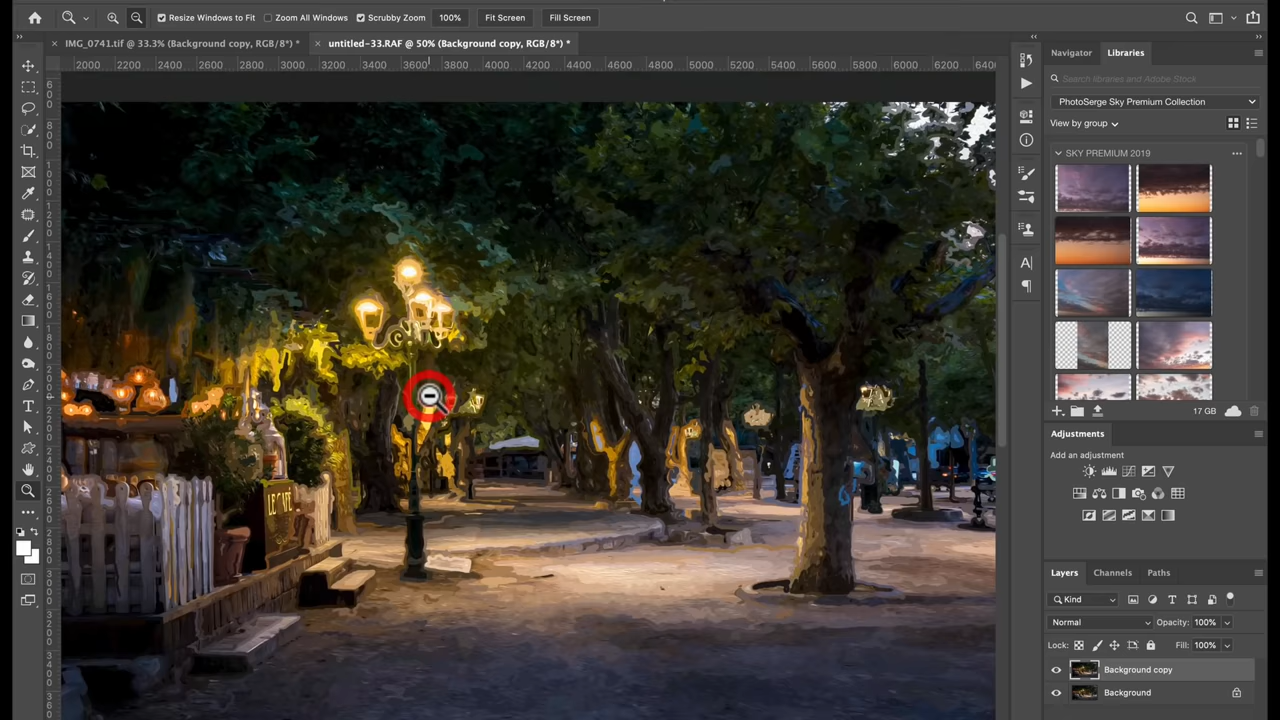 Resize Windows to Fit Zoom All Windows Scrubby Zoom 100% Fit Screen Fill Screen
IMG_0741.tif @ 33.3% (Background copy, RGB/8*) * untitled-33.RAF @ 50% (Background copy, RGB/8*) *
2000 2200 2400 2600 2800 3000 3200 3400 3600 3800 4000 4200 4400 4600 4800 5000 5200 5400 5600 5800 6000 6200 6400
Navigator Libraries
Search libraries and Adobe Stock
PhotoSerge Sky Premium Collection
View by group
SKY PREMIUM 2019
17 GB
Adjustments
Add an adjustment
LE CAFÉ
Layers Channels Paths
Kind
Normal Opacity: 100%
Lock: Fill: 100%
Background copy
Background